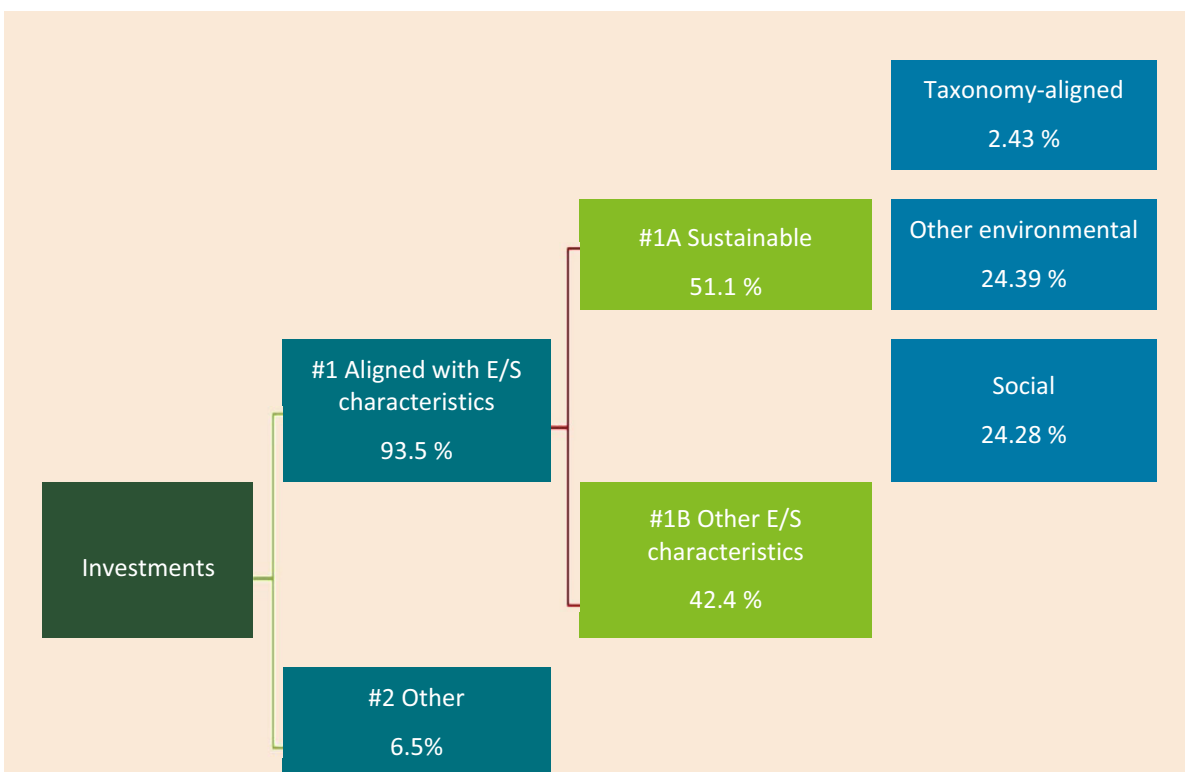 Taxonomy-aligned
2.43 %
#1A Sustainable
51.1 %
Other environmental
24.39 %
#1 Aligned with E/S
characteristics
93.5 %
Social
24.28 %
Investments
#1B Other E/S
characteristics
42.4 %
#2 Other
6.5%